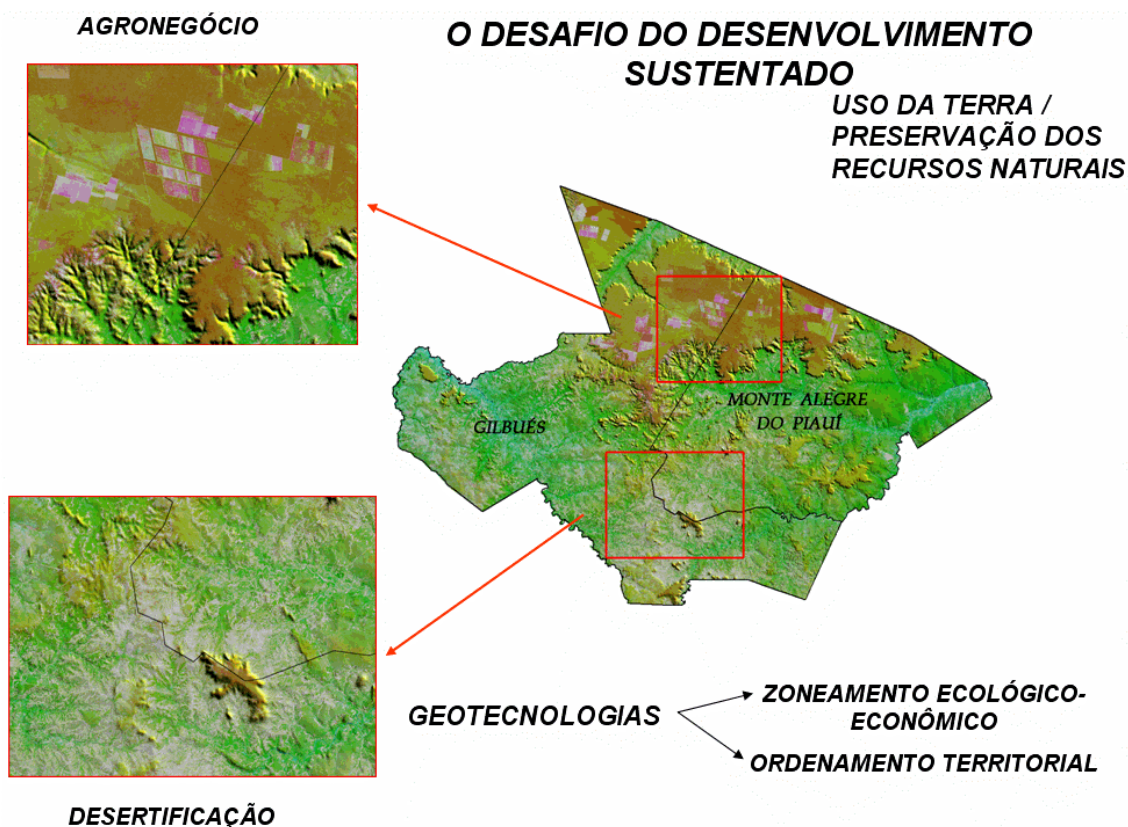 AGRONEGÓCIO
O DESAFIO DO DESENVOLVIMENTO
SUSTENTADO
USO DA TERRA /
PRESERVAÇÃO DOS
RECURSOS NATURAIS
GILBUÉS
MONTE ALEGRE
DO PIAUÍ
GEOTECNOLOGIAS
ZONEAMENTO ECOLÓGICO-
ECONÔMICO
ORDENAMENTO TERRITORIAL
DESERTIFICAÇÃO